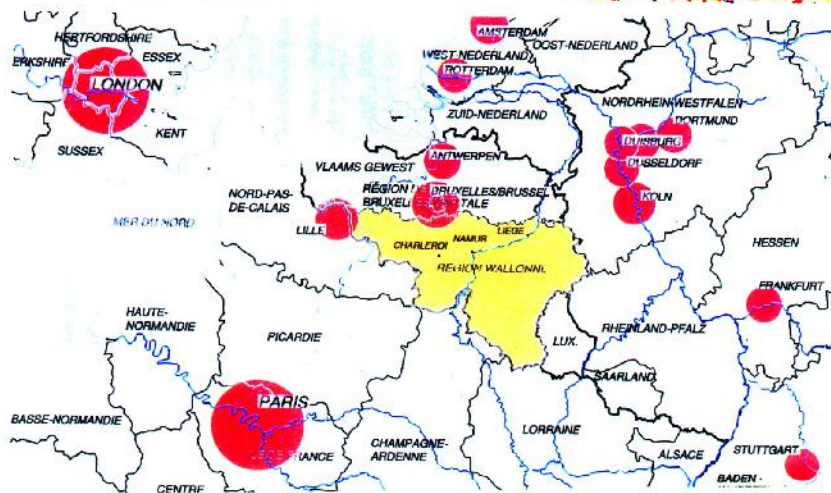 HERTFORDSHIRE
ESSEX
LONDON
KENT
SUSSEX
AMSTERDAM
WEST-NEDERLAND
OOST-NEDERLAND
ROTTERDAM
ZUID-NEDERLAND
NORDRHEIN-WESTFALEN
DORTMUND
DUISBURG
DUSSELDORF
KOLN
HESSEN
FRANKFURT
ANTWERPEN
VLAAMS GEWEST
NORD-PAS-
DE-CALAIS
BRUXELLES/BRUSSEL
LILLE
MER DU NORD
CHARLEROI
NAMUR
LIEGE
REGION WALLONNE
HAUTE-
NORMANDIE
PICARDIE
LUX.
RHEINLAND-PFALZ
SAARLAND
PARIS
BASSE-NORMANDIE
CHAMPAGNE-
ARDENNE
LORRAINE
ALSACE
STUTTGART
BADEN -
CENTRE